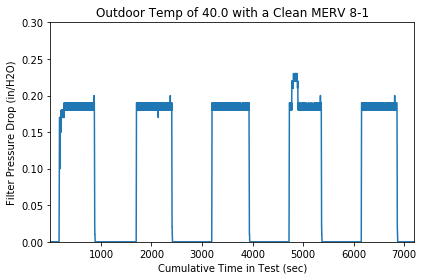 Outdoor Temp of 40.0 with a Clean MERV 8-1
Filter Pressure Drop (in/H2O)
0.30
0.25
0.20
0.15
0.10
0.05
0.00
1000 2000 3000 4000 5000 6000 7000
Cumulative Time in Test (sec)